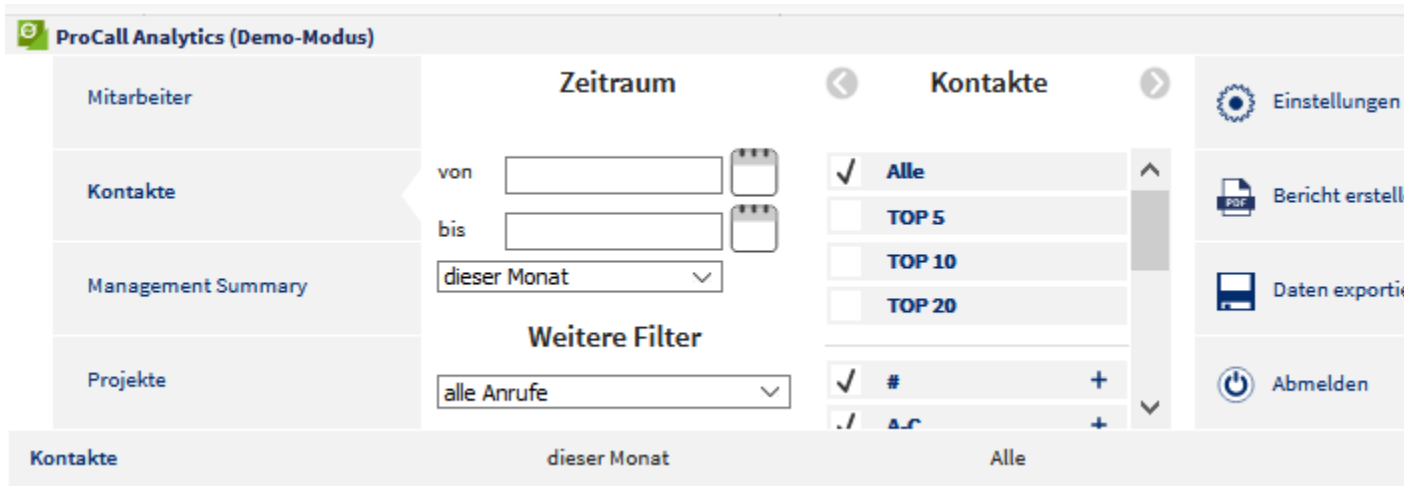 ProCall Analytics (Demo-Modus)
Mitarbeiter
Kontakte
Management Summary
Projekte
Zeitraum
von
bis
dieser Monat
Weitere Filter
alle Anrufe
Kontakte
Alle
TOP 5
TOP 10
TOP 20
# +
A-C +
Einstellungen
PDF Bericht erstell
Daten exporti
Abmelden
Kontakte dieser Monat Alle